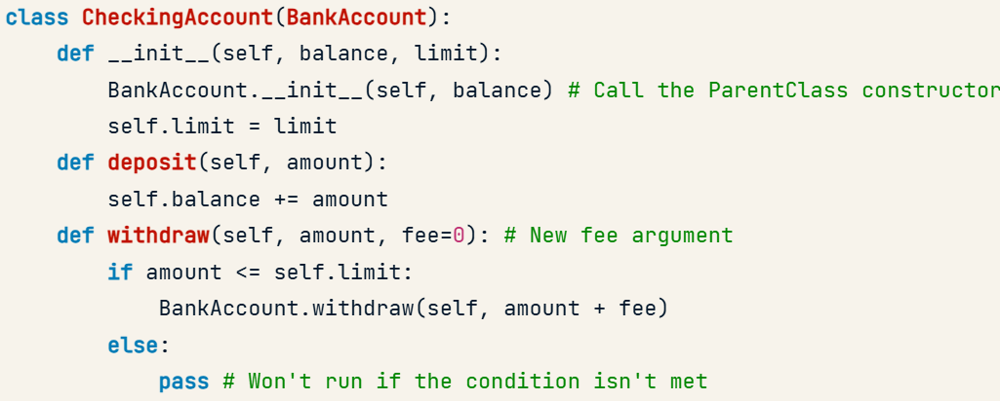 class CheckingAccount(BankAccount):
    def __init__(self, balance, limit):
        BankAccount.__init__(self, balance) # Call the ParentClass constructor
        self.limit = limit
    def deposit(self, amount):
        self.balance += amount
    def withdraw(self, amount, fee=0): # New fee argument
        if amount <= self.limit:
            BankAccount.withdraw(self, amount + fee)
        else:
            pass # Won't run if the condition isn't met